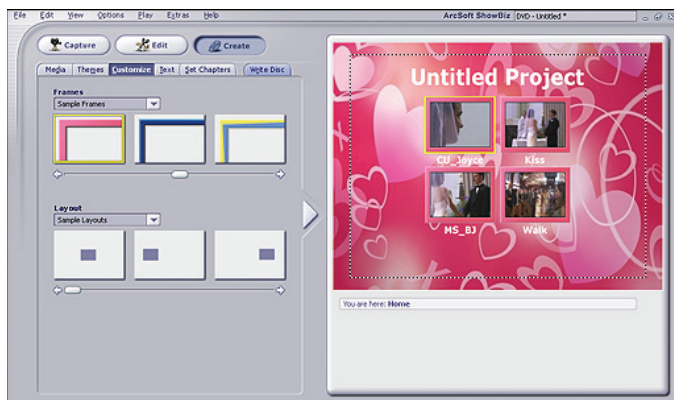 File Edit View Options Play Extras Help ArcSoft ShowBiz DVD - Untitled *
Capture Edit Create
Media Themes Customize Text Set Chapters Write Disc
Frames
Sample Frames
Layout
Sample Layouts
Untitled Project
CU_Joyce Kiss
MS_BJ Walk
You are here: Home